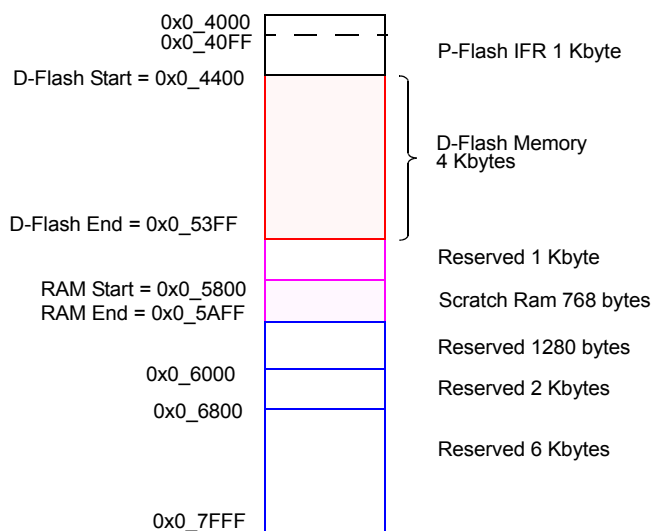 0x0_4000
0x0_40FF
P-Flash IFR 1 Kbyte
D-Flash Start = 0x0_4400
D-Flash Memory
4 Kbytes
D-Flash End = 0x0_53FF
Reserved 1 Kbyte
RAM Start = 0x0_5800
Scratch Ram 768 bytes
RAM End = 0x0_5AFF
Reserved 1280 bytes
0x0_6000
Reserved 2 Kbytes
0x0_6800
Reserved 6 Kbytes
0x0_7FFF